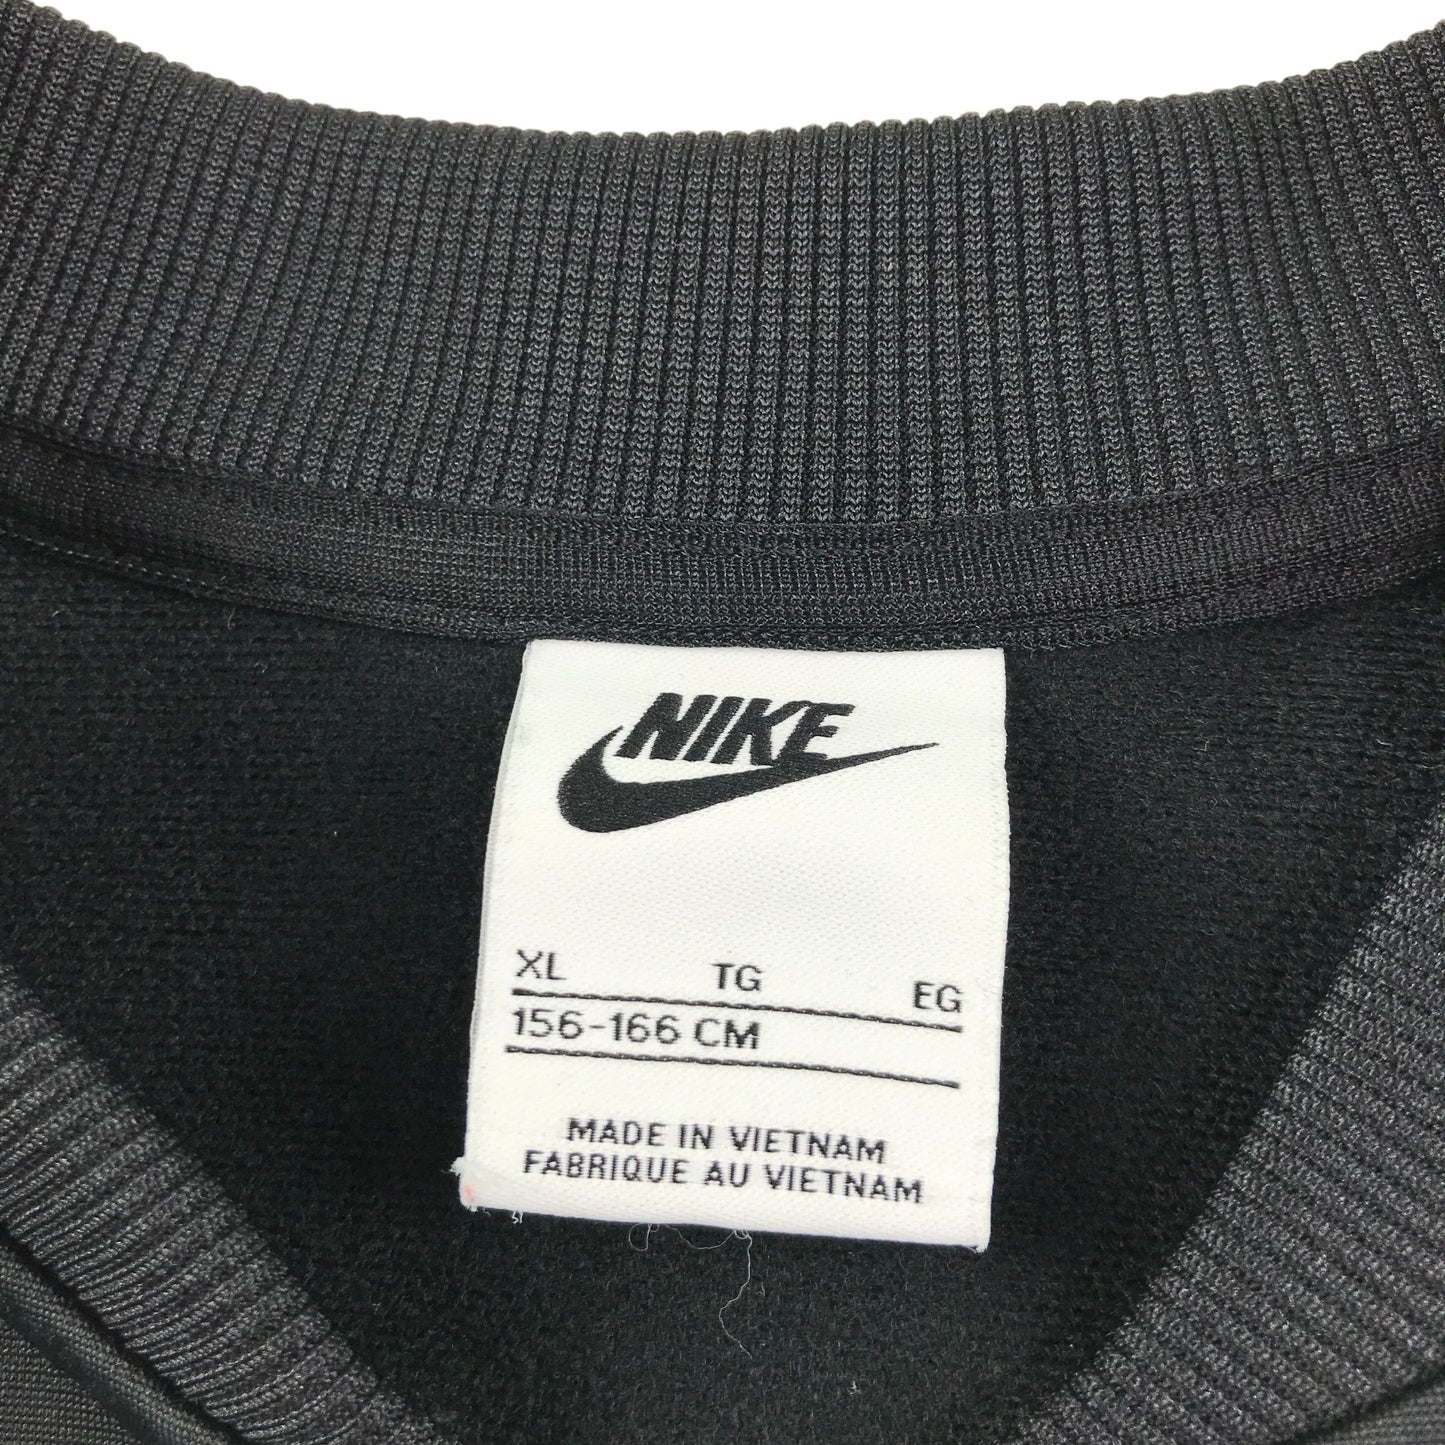 NIKE
XL TG EG
156-166 CM
MADE IN VIETNAM
FABRIQUE AU VIETNAM